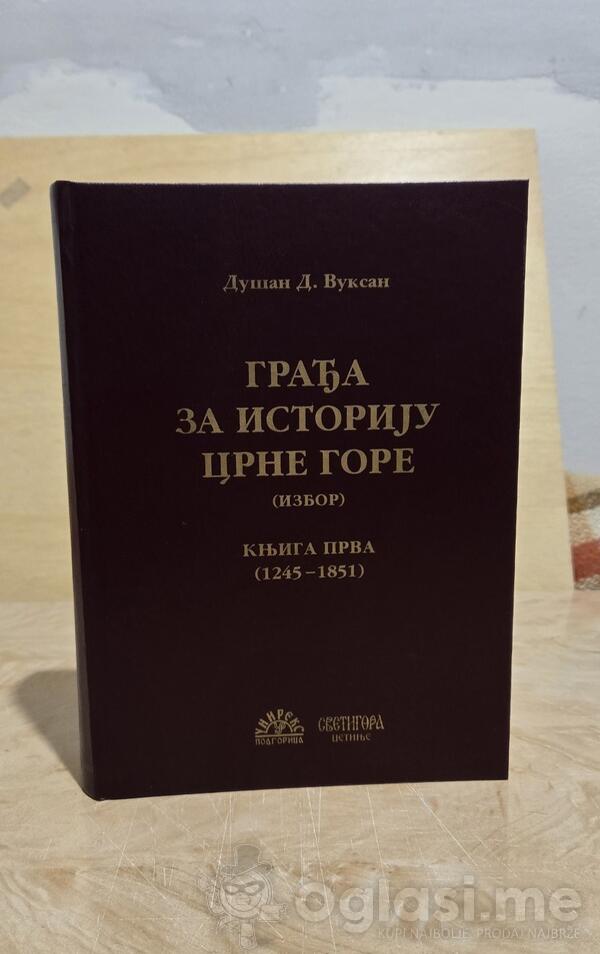 Душан Д. Вуксан
ГРАЂА
ЗА ИСТОРИЈУ
ЦРНЕ ГОРЕ
(ИЗБОР)
КЊИГА ПРВА
(1245–1851)
УНИРЕКС
ПОДГОРИЦА
СВЕТИГОРА
ЦЕТИЊЕ
Oglasi.me
KUPI NAJBOLJE, PRODAJ NAJBRŽE